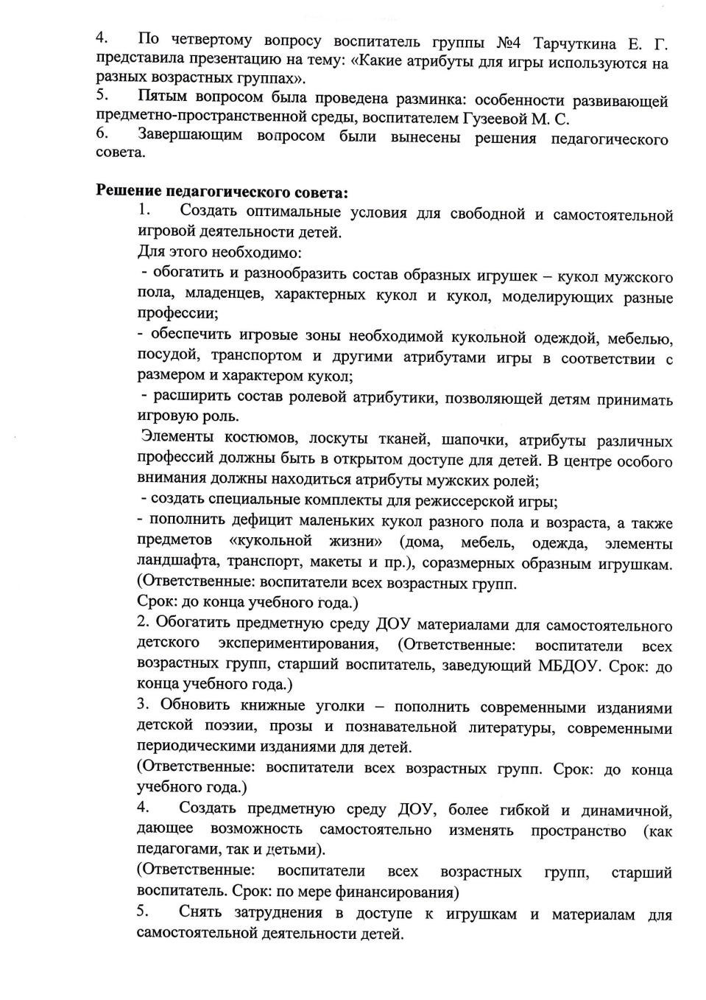 4. По четвертому вопросу воспитатель группы №4 Тарчуткина Е. Г.
представила презентацию на тему: «Какие атрибуты для игры используются на
разных возрастных группах».
5. Пятым вопросом была проведена разминка: особенности развивающей
предметно-пространственной среды, воспитателем Гузеевой М. С.
6. Завершающим вопросом были вынесены решения педагогического
совета.
Решение педагогического совета:
1. Создать оптимальные условия для свободной и самостоятельной
игровой деятельности детей.
Для этого необходимо:
- обогатить и разнообразить состав образных игрушек – кукол мужского
пола, младенцев, характерных кукол и кукол, моделирующих разные
профессии;
- обеспечить игровые зоны необходимой кукольной одеждой, мебелью,
посудой, транспортом и другими атрибутами игры в соответствии с
размером и характером кукол;
- расширить состав ролевой атрибутики, позволяющей детям принимать
игровую роль.
Элементы костюмов, лоскуты тканей, шапочки, атрибуты различных
профессий должны быть в открытом доступе для детей. В центре особого
внимания должны находиться атрибуты мужских ролей;
- создать специальные комплекты для режиссерской игры;
- пополнить дефицит маленьких кукол разного пола и возраста, а также
предметов «кукольной жизни» (дома, мебель, одежда, элементы
ландшафта, транспорт, макеты и пр.), соразмерных образным игрушкам.
(Ответственные: воспитатели всех возрастных групп.
Срок: до конца учебного года.)
2. Обогатить предметную среду ДОУ материалами для самостоятельного
детского экспериментирования, (Ответственные: воспитатели всех
возрастных групп, старший воспитатель, заведующий МБДОУ. Срок: до
конца учебного года.)
3. Обновить книжные уголки – пополнить современными изданиями
детской поэзии, прозы и познавательной литературы, современными
периодическими изданиями для детей.
(Ответственные: воспитатели всех возрастных групп. Срок: до конца
учебного года.)
4. Создать предметную среду ДОУ, более гибкой и динамичной,
дающее возможность самостоятельно изменять пространство (как
педагогами, так и детьми).
(Ответственные: воспитатели всех возрастных групп, старший
воспитатель. Срок: по мере финансирования)
5. Снять затруднения в доступе к игрушкам и материалам для
самостоятельной деятельности детей.